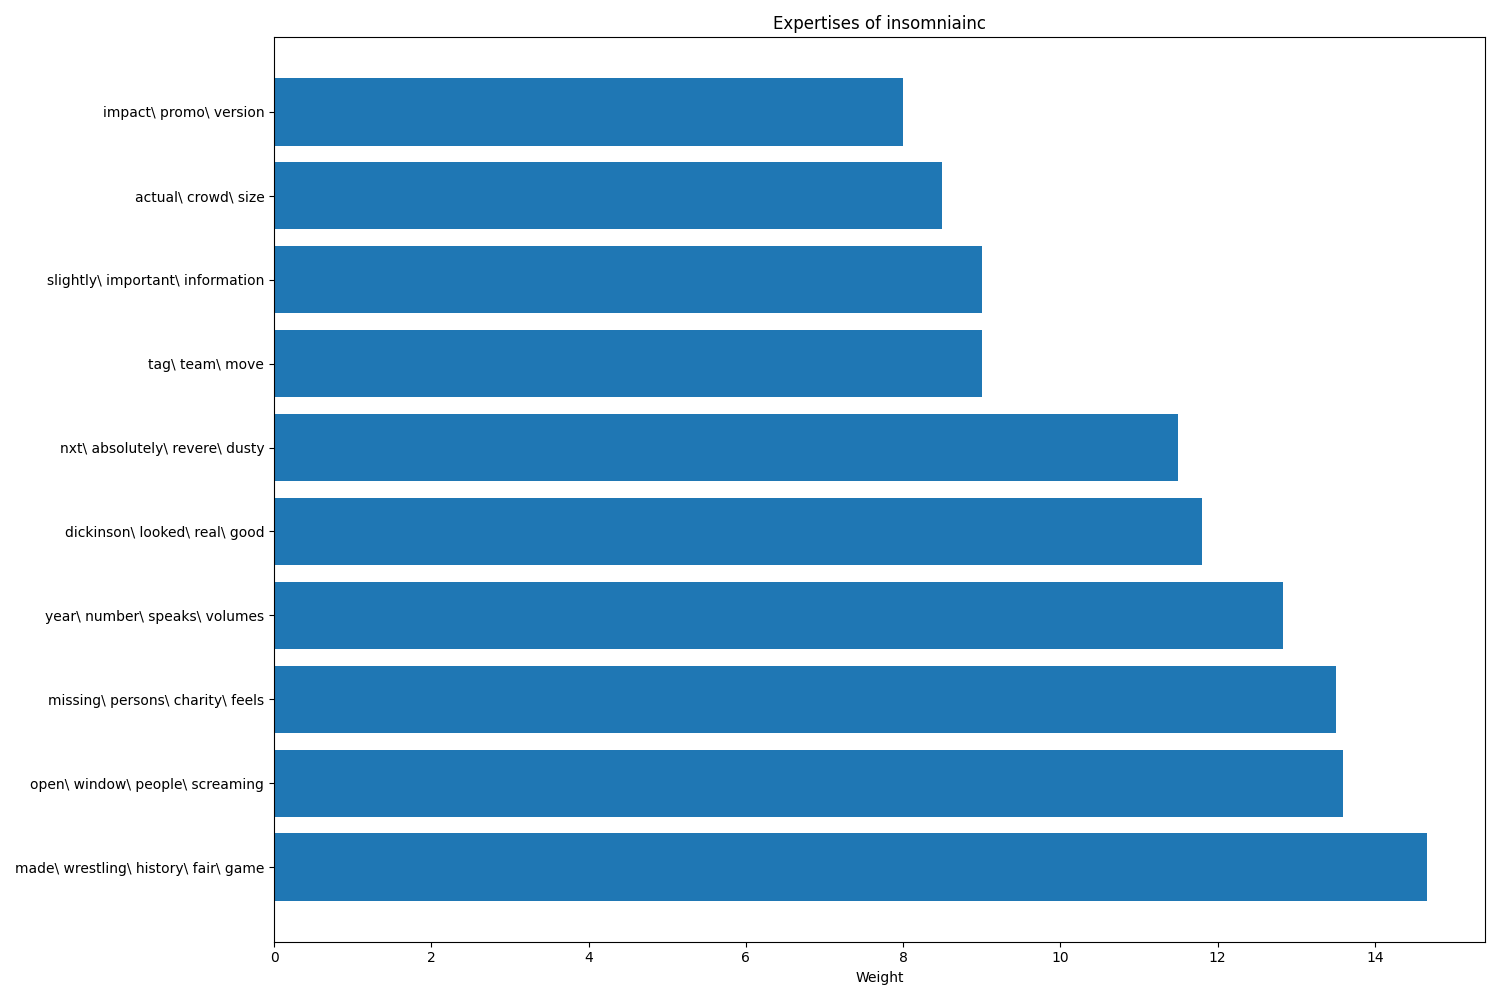 Expertises of insomniainc
impact\ promo\ version
actual\ crowd\ size
slightly\ important\ information
tag\ team\ move
nxt\ absolutely\ revere\ dusty
dickinson\ looked\ real\ good
year\ number\ speaks\ volumes
missing\ persons\ charity\ feels
open\ window\ people\ screaming
made\ wrestling\ history\ fair\ game
0 2 4 6 8 10 12 14
Weight